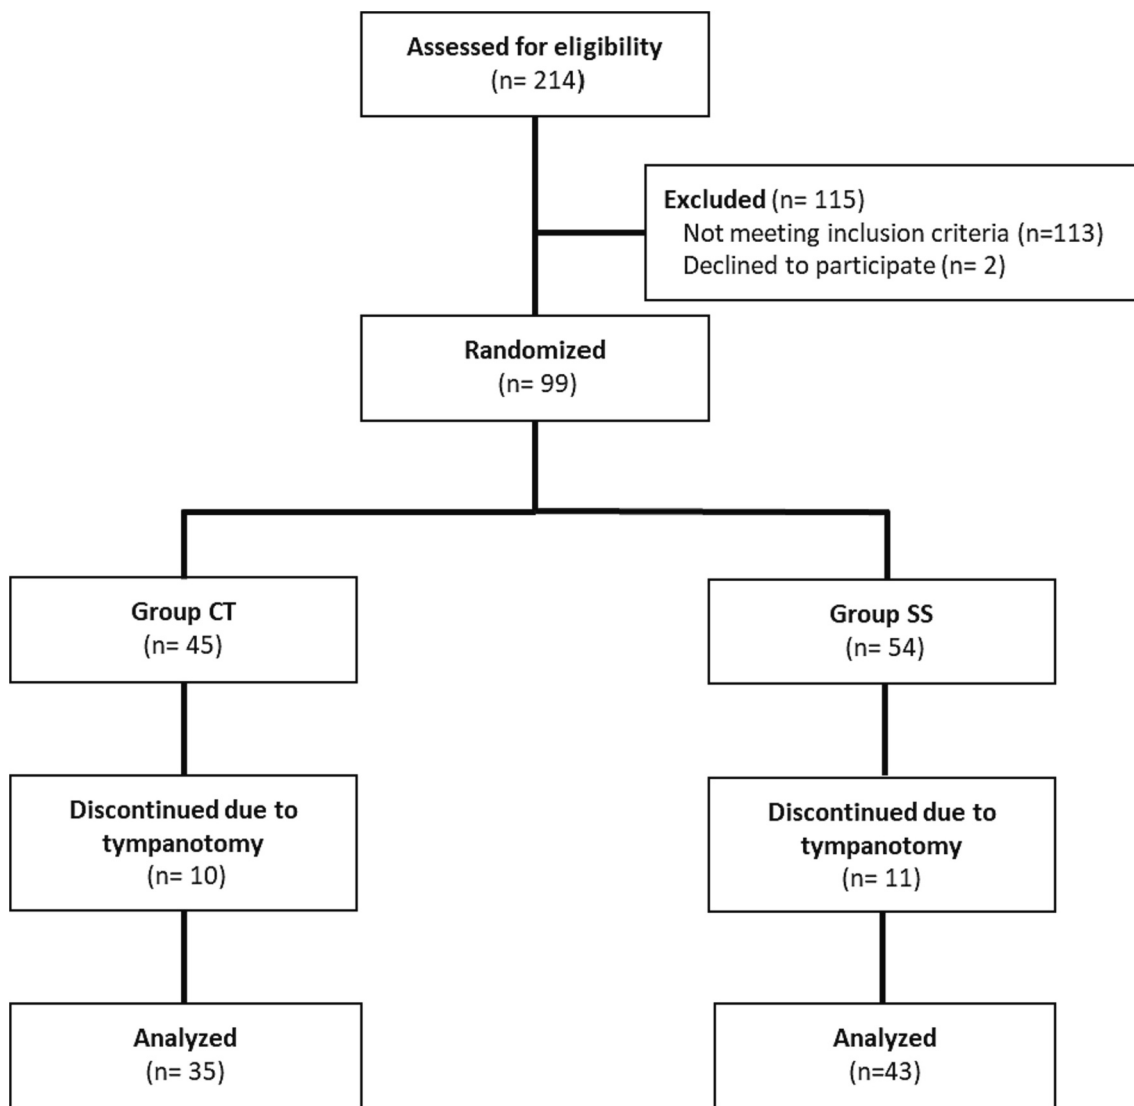 Assessed for eligibility
(n= 214)
Excluded (n= 115)
Not meeting inclusion criteria (n=113)
Declined to participate (n= 2)
Randomized
(n= 99)
Group CT
(n= 45)
Group SS
(n= 54)
Discontinued due to
tympanotomy
(n= 10)
Discontinued due to
tympanotomy
(n= 11)
Analyzed
(n= 35)
Analyzed
(n=43)